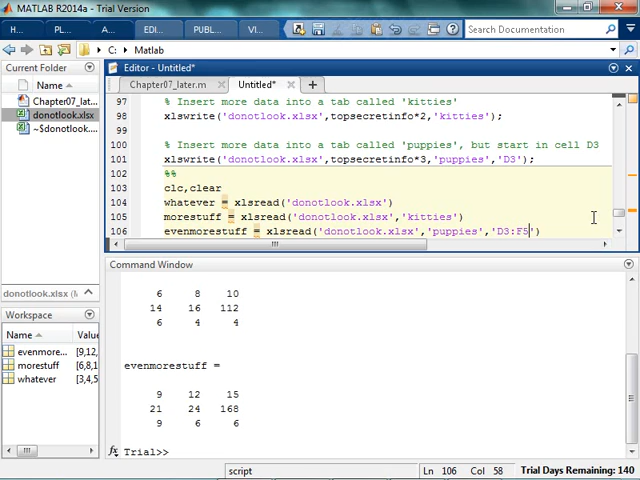 MATLAB R2014a - Trial Version
H...
P...
A...
ED...
PUBL...
VI...
Search Documentation
C: ▸ Matlab
Current Folder
Name
Chapter07_lat...
donotlook.xlsx
~$donotlook....
donotlook.xlsx ...
Workspace
Name
Value
evenmore...
[9,12,
morestuff
[6,8,1
whatever
[3,4,5
Editor - Untitled*
Chapter07_later.m
Untitled*
97 % Insert more data into a tab called 'kitties'
98 xlswrite('donotlook.xlsx',topsecretinfo*2,'kitties');
99
100 % Insert more data into a tab called 'puppies', but start in cell D3
101 xlswrite('donotlook.xlsx',topsecretinfo*3,'puppies','D3');
102 %%
103 clc,clear
104 whatever = xlsread('donotlook.xlsx')
105 morestuff = xlsread('donotlook.xlsx','kitties')
106 evenmorestuff = xlsread('donotlook.xlsx','puppies','D3:F5')
Command Window
6 8 10
14 16 112
6 4 4
evenmorestuff =
9 12 15
21 24 168
9 6 6
fx Trial>>
script
Ln 106 Col 58
Trial Days Remaining: 140